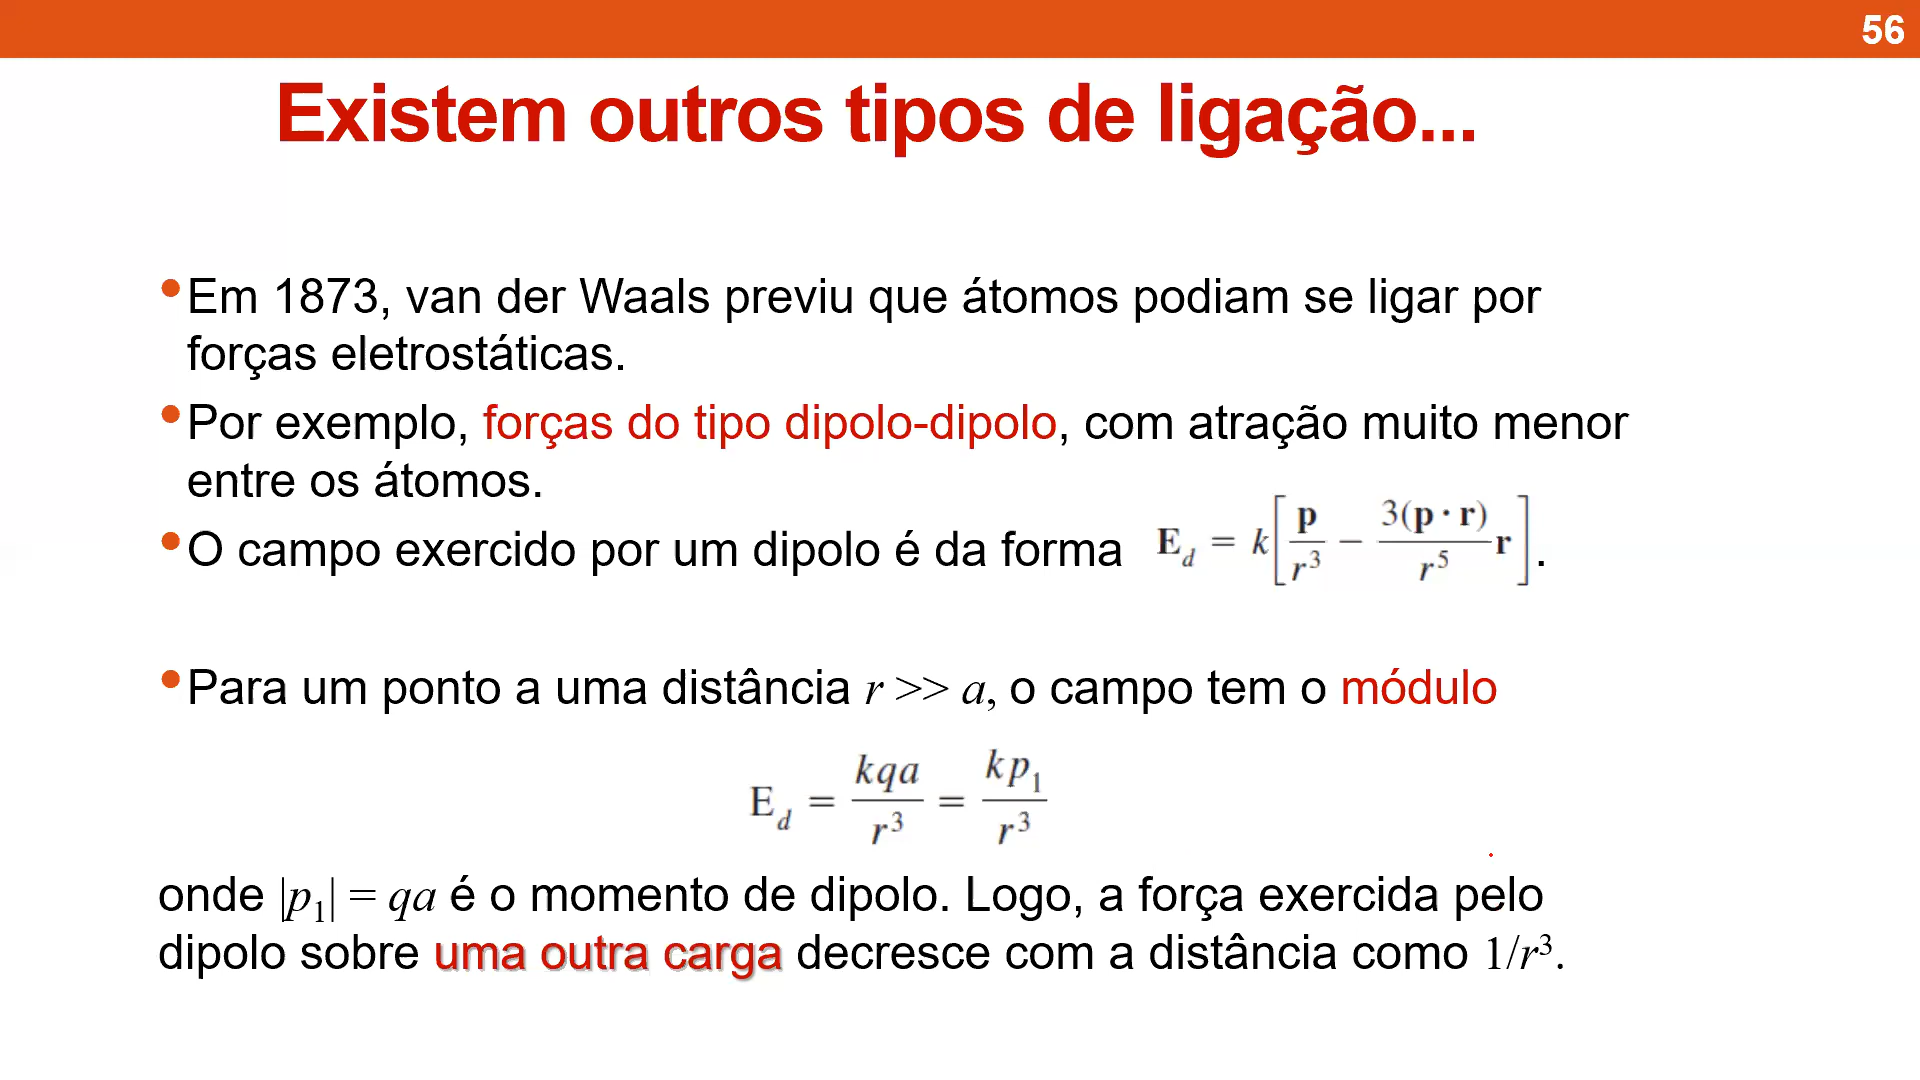 56
Existem outros tipos de ligação...
•Em 1873, van der Waals previu que átomos podiam se ligar por
forças eletrostáticas.
•Por exemplo, forças do tipo dipolo-dipolo, com atração muito menor
entre os átomos.
•O campo exercido por um dipolo é da forma E_d = k[p/r³ − 3(p · r)/r⁵ r].
•Para um ponto a uma distância r >> a, o campo tem o módulo
E_d = kqa/r³ = kp₁/r³
onde |p₁| = qa é o momento de dipolo. Logo, a força exercida pelo
dipolo sobre uma outra carga decresce com a distância como 1/r³.